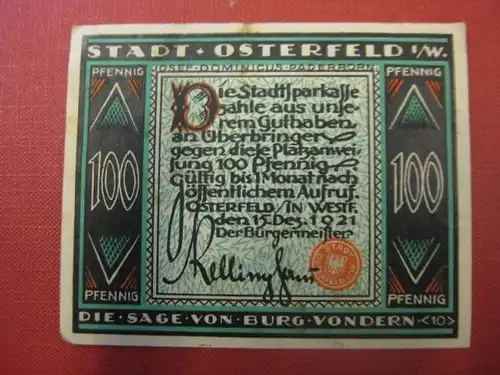 STADT · OSTERFELD I/W.
PFENNIG
PFENNIG
JOSEF·DOMINICUS·PADERBORN
Die Stadtsparkasse
zahle aus unse-
rem Guthaben
an Überbringer
gegen diese Platzanwei-
sung 100 Pfennig
gültig bis 1 Monat nach
öffentlichem Aufruf.
OSTERFELD IN WESTF.
den 15. Dez. 1921
Der Bürgermeister:
Kellinghaus
100
100
STADT
PFENNIG
PFENNIG
DIE·SAGE·VON·BURG·VONDERN·<10>